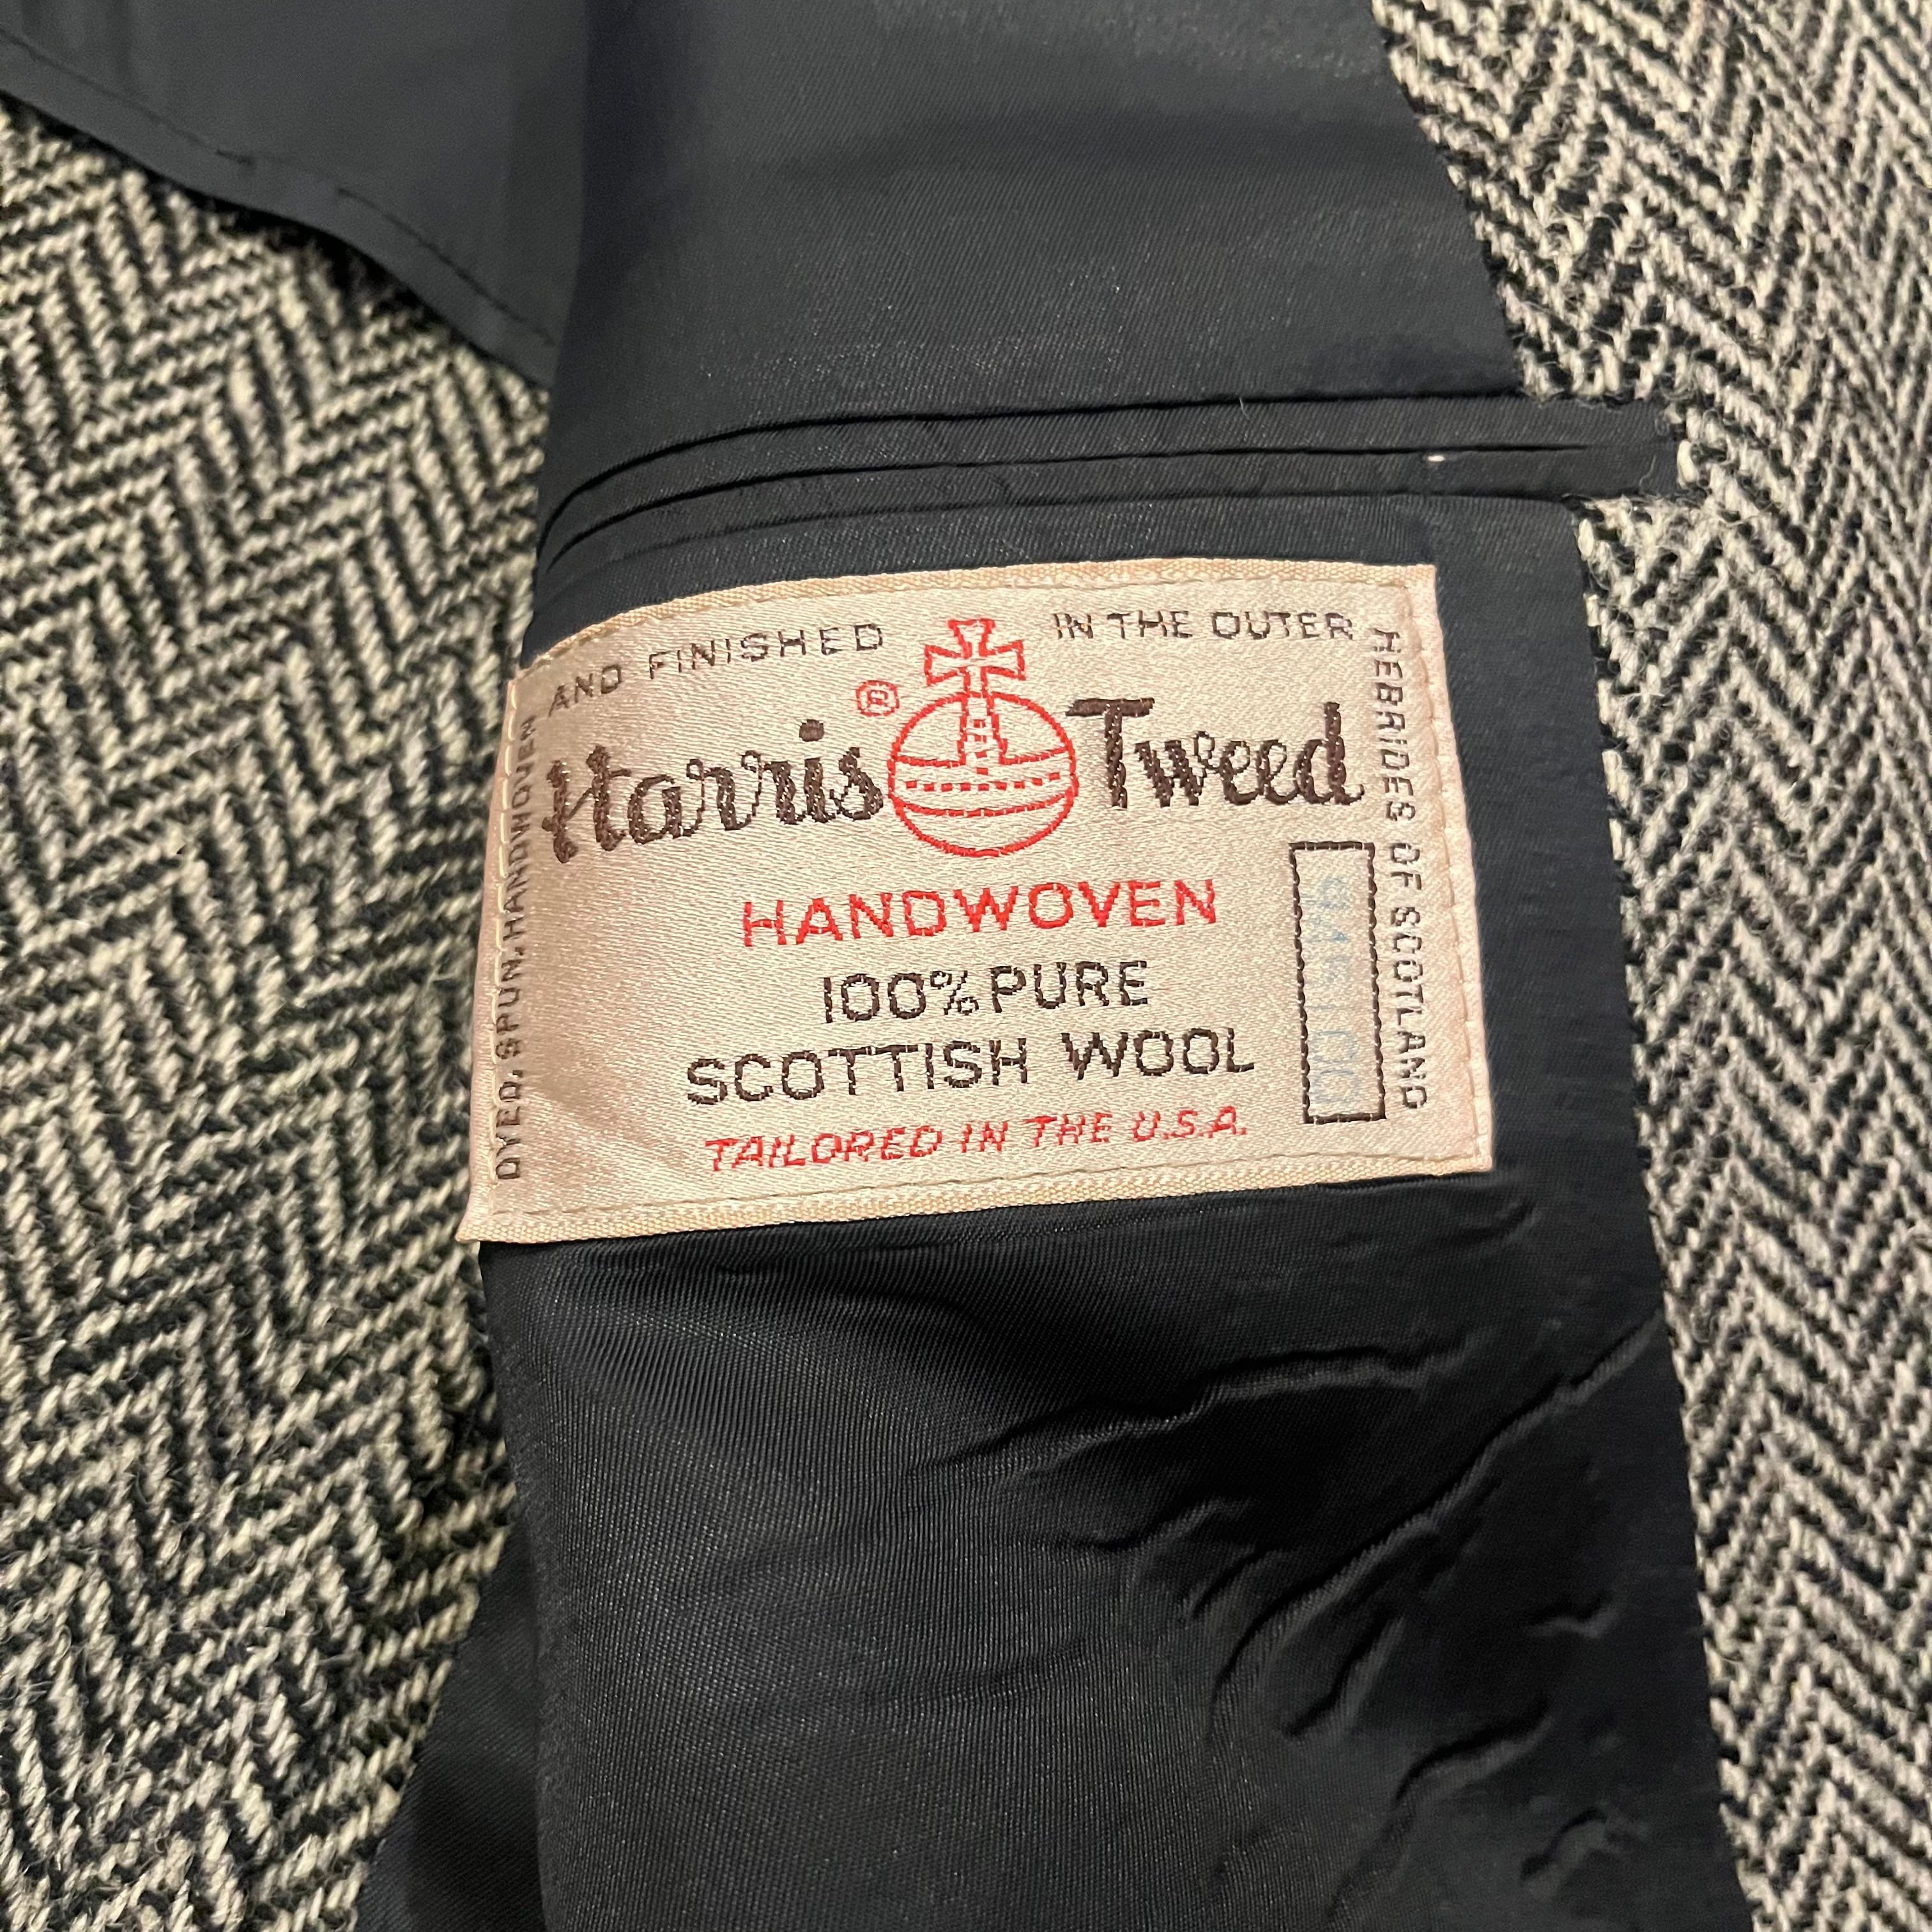 DYED, SPUN, HANDWOVEN
AND FINISHED IN THE OUTER
HEBRIDES OF SCOTLAND
Harris ® Tweed
HANDWOVEN
100% PURE
SCOTTISH WOOL
TAILORED IN THE U.S.A.